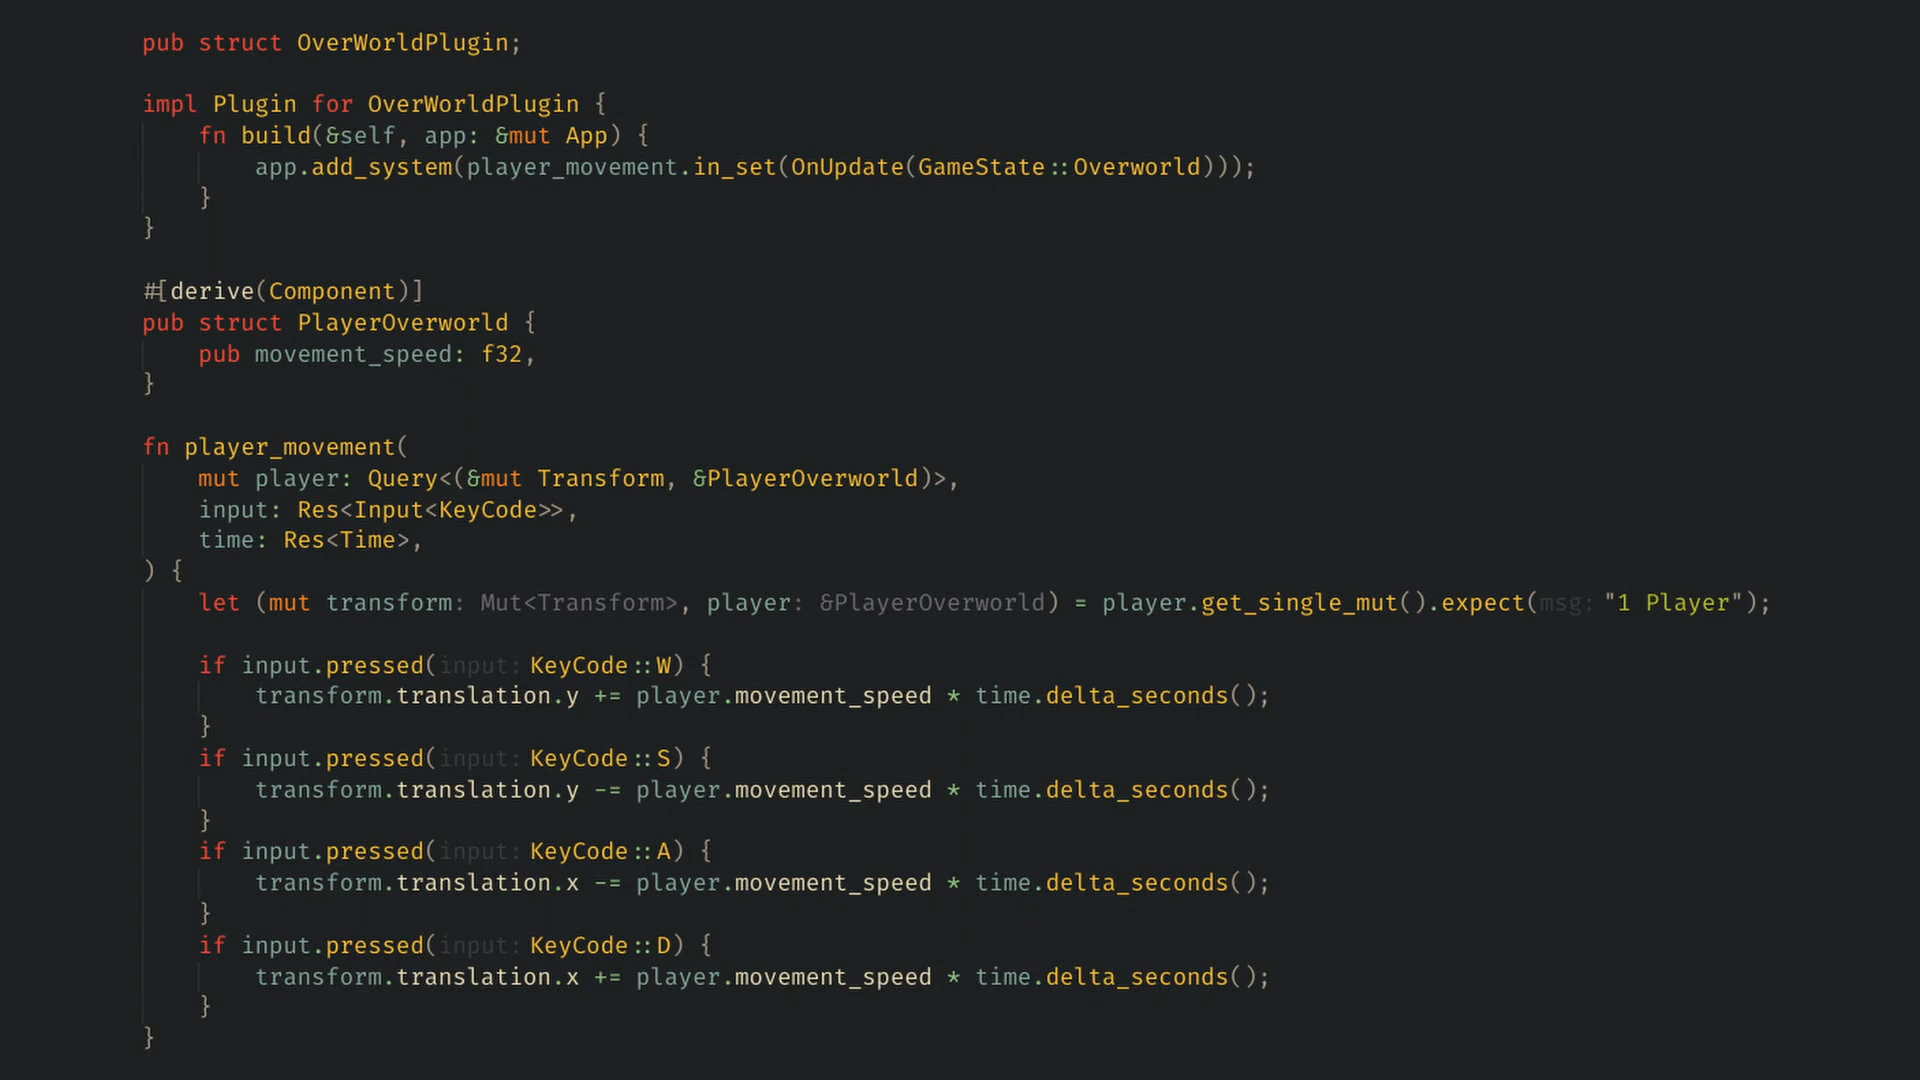 pub struct OverWorldPlugin;
impl Plugin for OverWorldPlugin {
fn build(&self, app: &mut App) {
app.add_system(player_movement.in_set(OnUpdate(GameState::Overworld)));
}
}
#[derive(Component)]
pub struct PlayerOverworld {
pub movement_speed: f32,
}
fn player_movement(
mut player: Query<(&mut Transform, &PlayerOverworld)>,
input: Res<Input<KeyCode>>,
time: Res<Time>,
) {
let (mut transform: Mut<Transform>, player: &PlayerOverworld) = player.get_single_mut().expect(msg: "1 Player");
if input.pressed(input: KeyCode::W) {
transform.translation.y += player.movement_speed * time.delta_seconds();
}
if input.pressed(input: KeyCode::S) {
transform.translation.y -= player.movement_speed * time.delta_seconds();
}
if input.pressed(input: KeyCode::A) {
transform.translation.x -= player.movement_speed * time.delta_seconds();
}
if input.pressed(input: KeyCode::D) {
transform.translation.x += player.movement_speed * time.delta_seconds();
}
}